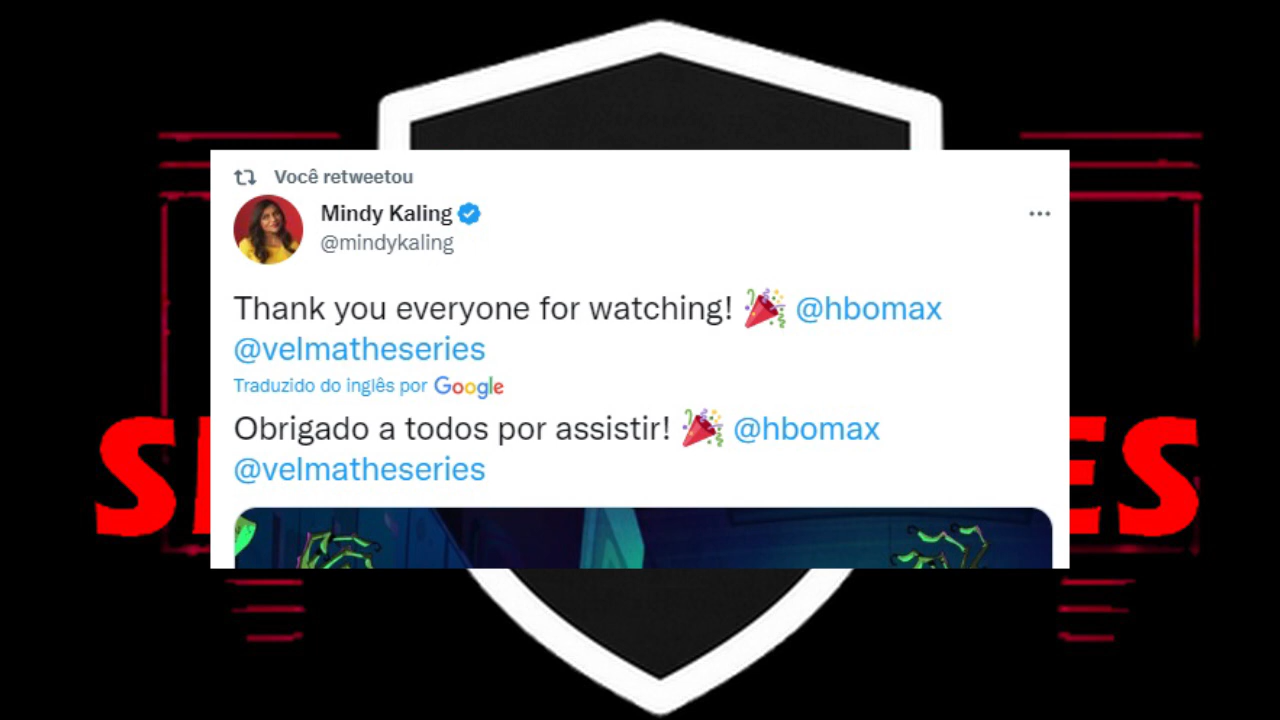 Você retweetou
Mindy Kaling
@mindykaling
Thank you everyone for watching! 🎉 @hbomax
@velmatheseries
Traduzido do inglês por Google
Obrigado a todos por assistir! 🎉 @hbomax
@velmatheseries